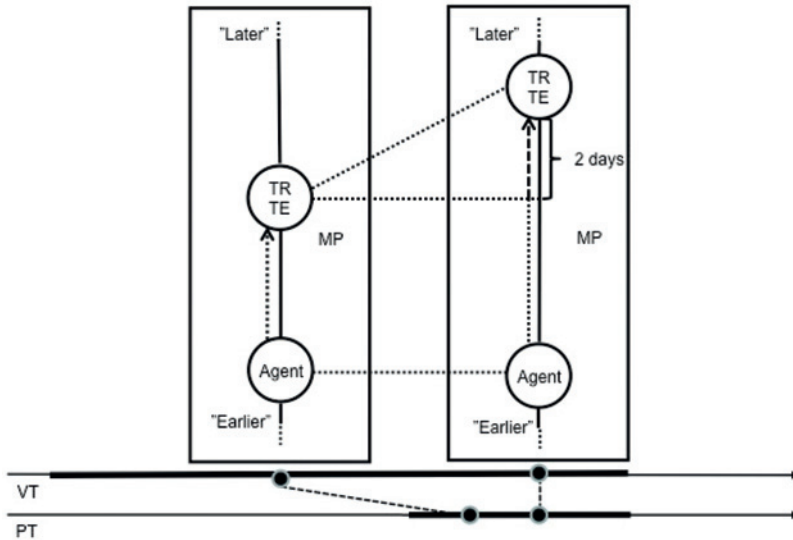 "Later"
TR
TE
MP
Agent
"Earlier"
"Later"
TR
TE
2 days
MP
Agent
"Earlier"
VT
PT